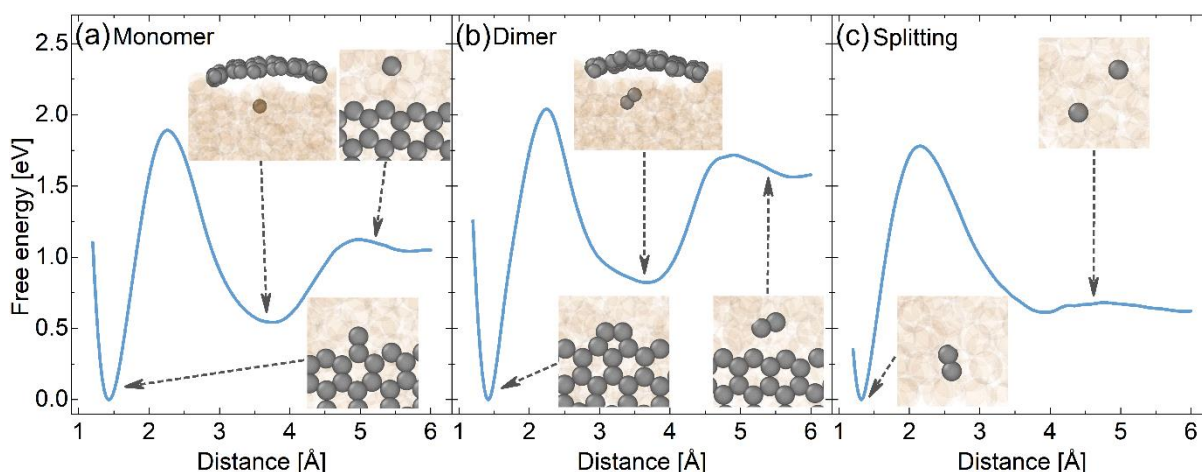 (a) Monomer
(b) Dimer
(c) Splitting
Free energy [eV]
2.5
2.0
1.5
1.0
0.5
0.0
1 2 3 4 5 6
1 2 3 4 5 6
1 2 3 4 5 6
Distance [Å]
Distance [Å]
Distance [Å]